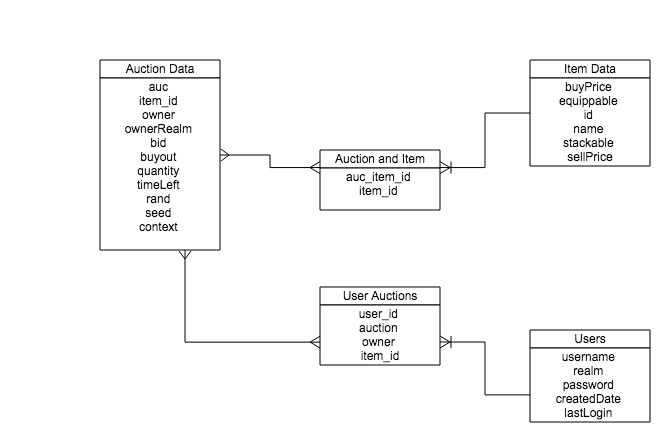 Auction Data
auc
item_id
owner
ownerRealm
bid
buyout
quantity
timeLeft
rand
seed
context
Auction and Item
auc_item_id
item_id
Item Data
buyPrice
equippable
id
name
stackable
sellPrice
User Auctions
user_id
auction
owner
item_id
Users
username
realm
password
createdDate
lastLogin